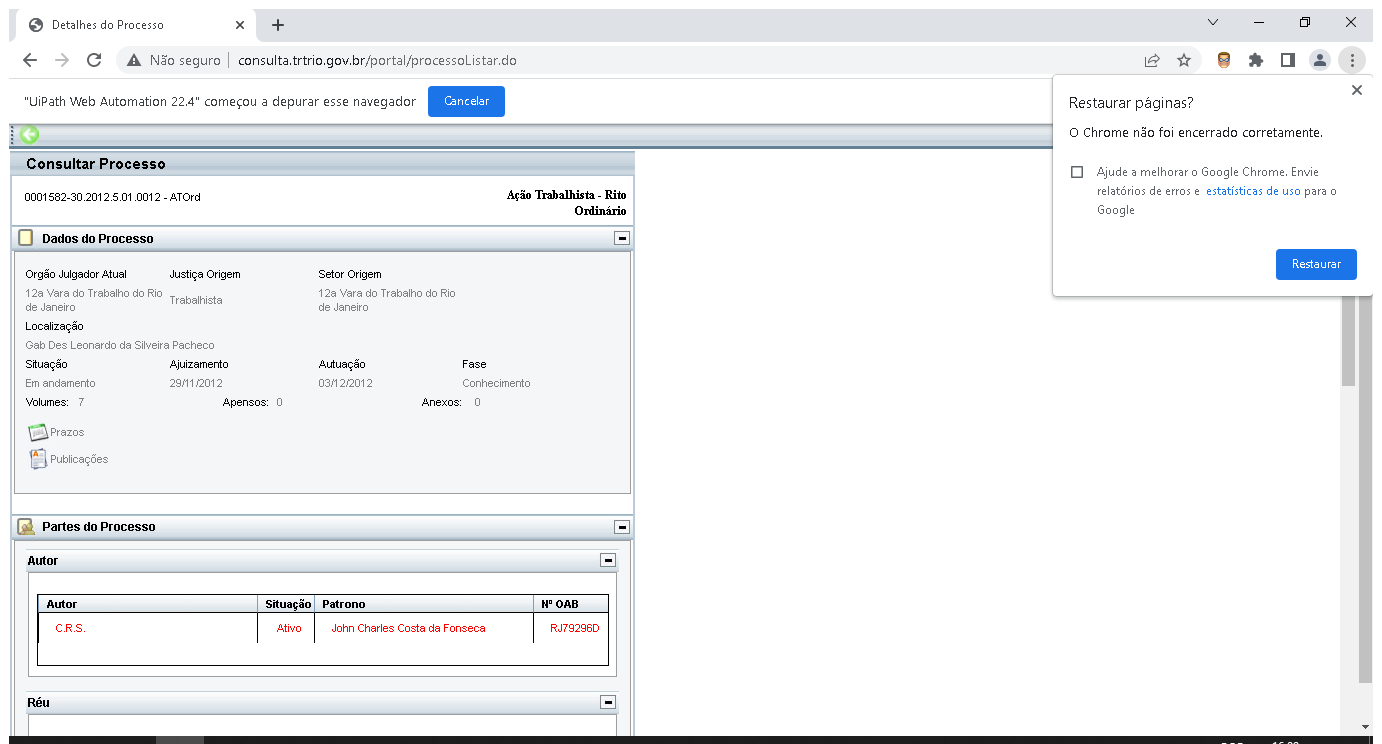 Detalhes do Processo
Não seguro
consulta.trtrio.gov.br/portal/processoListar.do
"UiPath Web Automation 22.4" começou a depurar esse navegador
Cancelar
Restaurar páginas?
O Chrome não foi encerrado corretamente.
Ajude a melhorar o Google Chrome. Envie
relatórios de erros e estatísticas de uso para o
Google
Restaurar
Consultar Processo
0001582-30.2012.5.01.0012 - ATOrd
Ação Trabalhista - Rito
Ordinário
Dados do Processo
Orgão Julgador Atual Justiça Origem Setor Origem
12a Vara do Trabalho do Rio
de Janeiro
Trabalhista
12a Vara do Trabalho do Rio
de Janeiro
Localização
Gab Des Leonardo da Silveira Pacheco
Situação Ajuizamento Autuação Fase
Em andamento 29/11/2012 03/12/2012 Conhecimento
Volumes: 7 Apensos: 0 Anexos: 0
Prazos
Publicações
Partes do Processo
Autor
Autor Situação Patrono Nº OAB
C.R.S. Ativo John Charles Costa da Fonseca RJ79296D
Réu